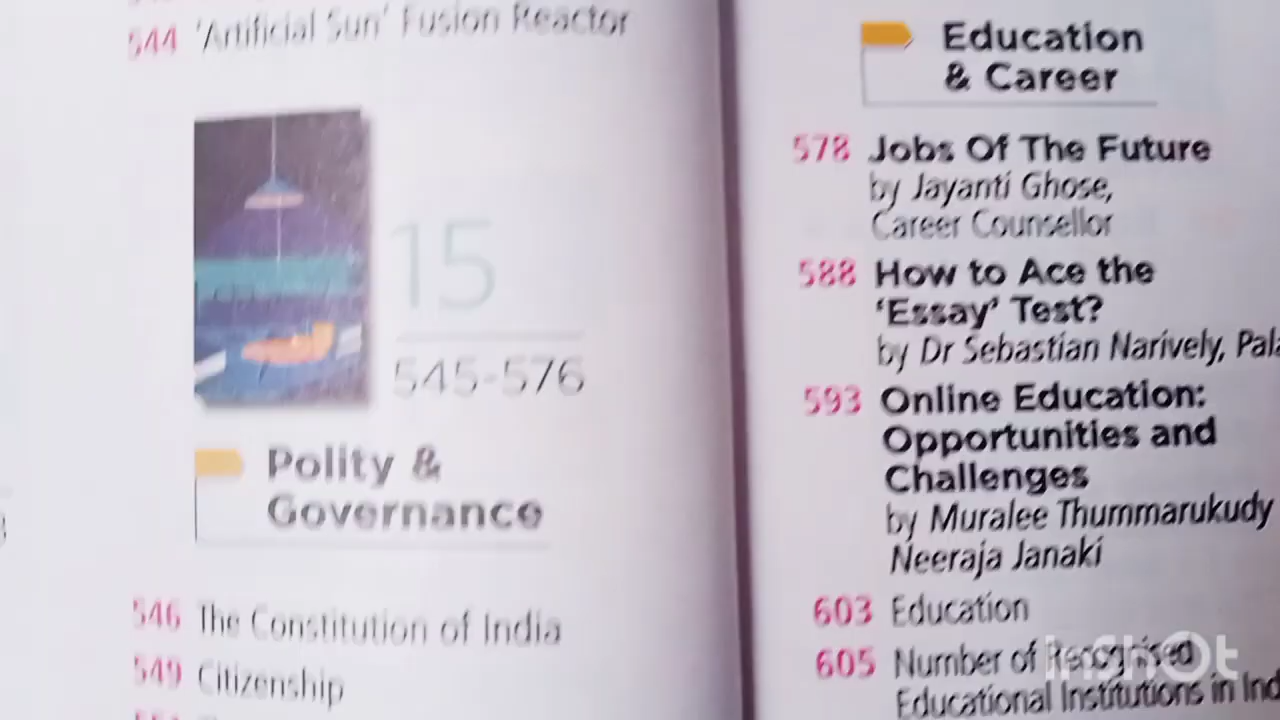 544 'Artificial Sun' Fusion Reactor
15
545-576
Polity &
Governance
546 The Constitution of India
549 Citizenship
Education
& Career
578 Jobs Of The Future
by Jayanti Ghose,
Career Counsellor
588 How to Ace the
'Essay' Test?
by Dr Sebastian Narively,
593 Online Education:
Opportunities and
Challenges
by Muralee Thummarukudy
Neeraja Janaki
603 Education
605 Number of Recognised
Educational Institutions in
InShOt